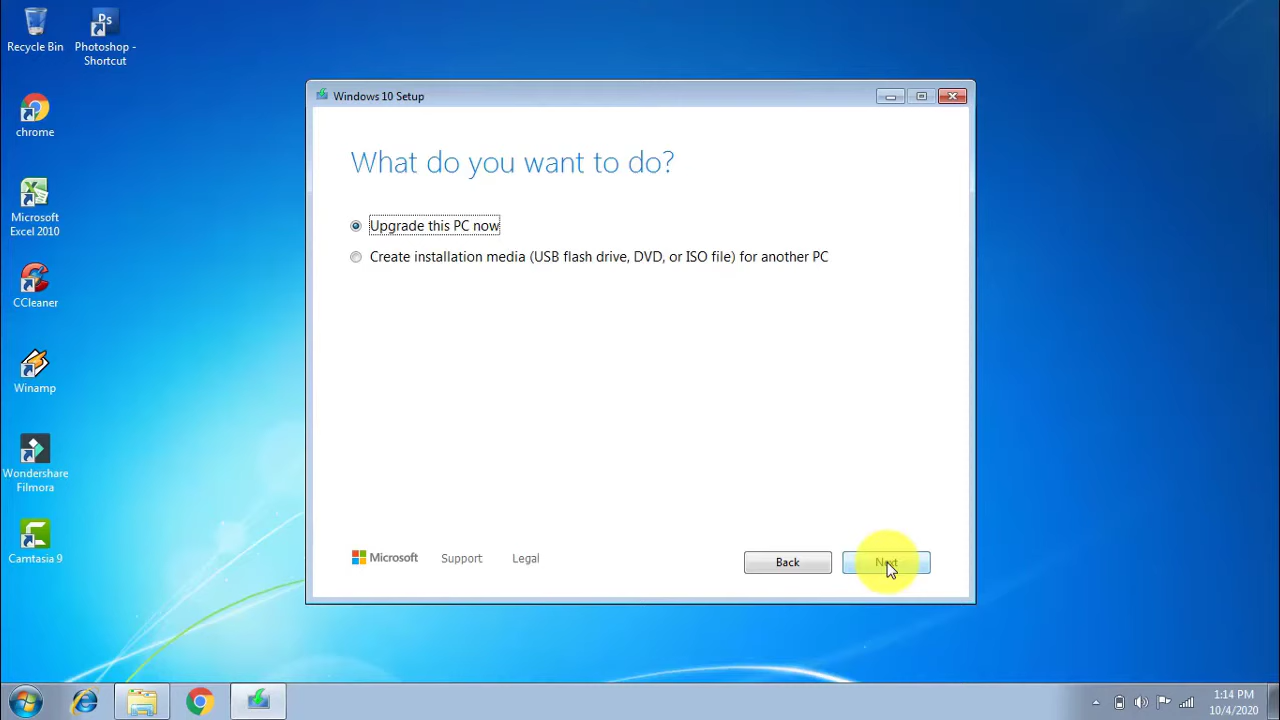 Recycle Bin
Ps
Photoshop -
Shortcut
chrome
Microsoft
Excel 2010
CCleaner
Winamp
Wondershare
Filmora
Camtasia 9
Windows 10 Setup
What do you want to do?
Upgrade this PC now
Create installation media (USB flash drive, DVD, or ISO file) for another PC
Microsoft
Support
Legal
Back
Next
1:14 PM
10/4/2020